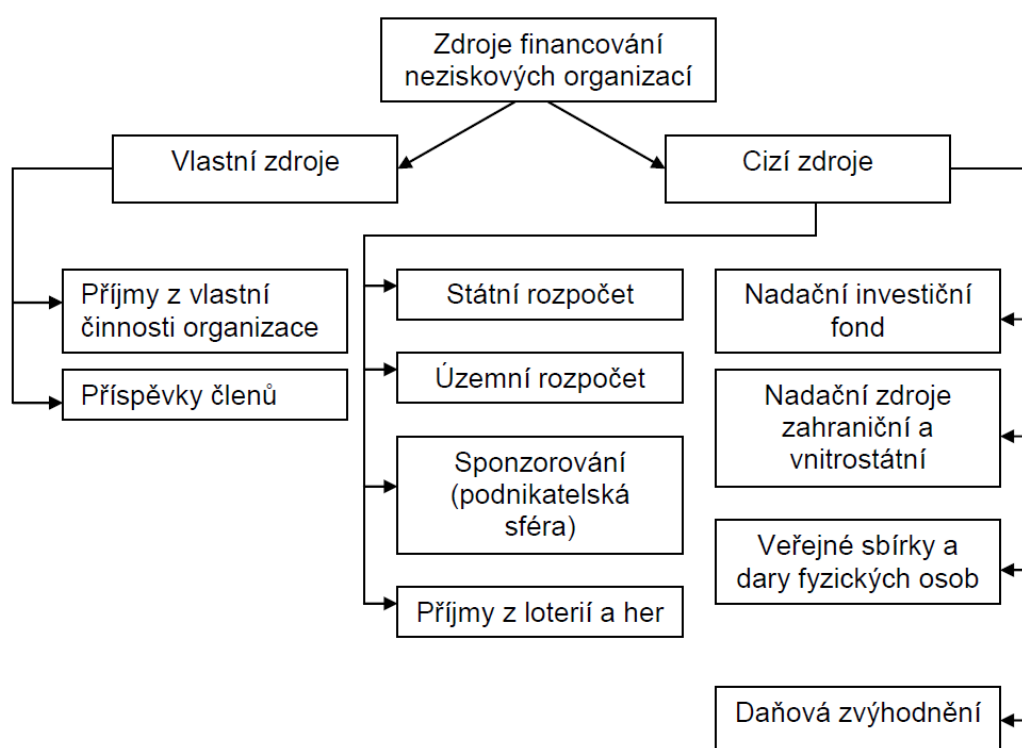 Zdroje financování
neziskových organizací
Vlastní zdroje
Cizí zdroje
Příjmy z vlastní
činnosti organizace
Příspěvky členů
Státní rozpočet
Územní rozpočet
Sponzorování
(podnikatelská
sféra)
Příjmy z loterií a her
Nadační investiční
fond
Nadační zdroje
zahraniční a
vnitrostátní
Veřejné sbírky a
dary fyzických osob
Daňová zvýhodnění